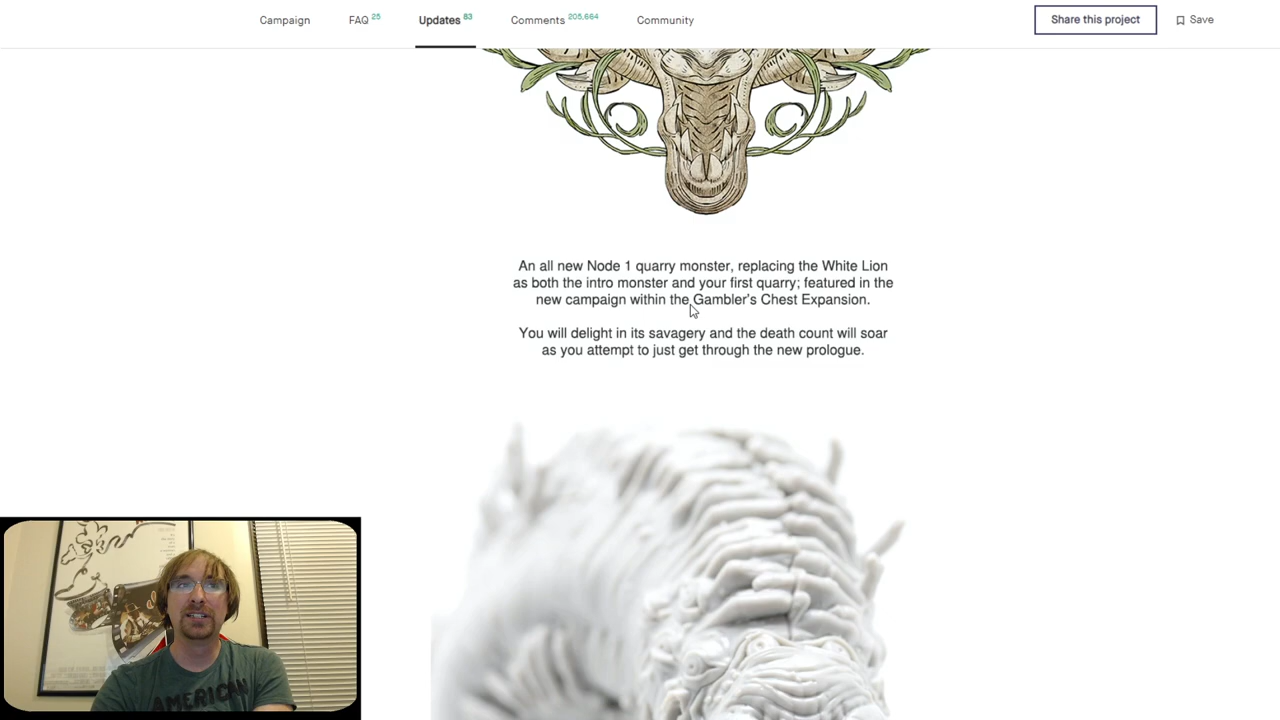 Campaign
FAQ 25
Updates 83
Comments 205,664
Community
Share this project
Save
An all new Node 1 quarry monster, replacing the White Lion
as both the intro monster and your first quarry; featured in the
new campaign within the Gambler's Chest Expansion.
You will delight in its savagery and the death count will soar
as you attempt to just get through the new prologue.
AMERICAN